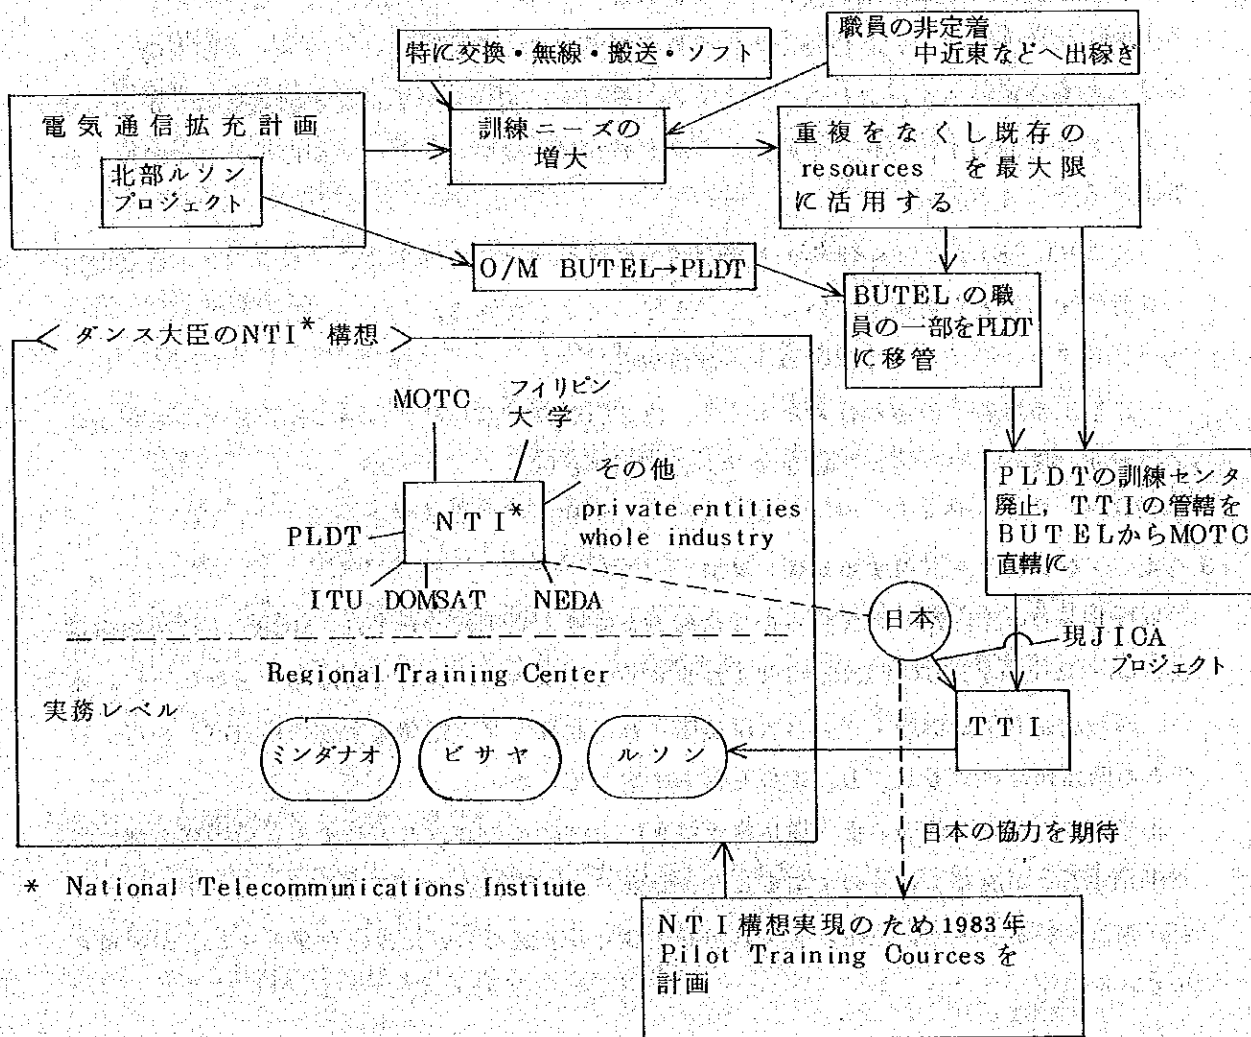 特に交換・無線・搬送・ソフト
職員の非定着
中近東などへ出稼ぎ
電気通信拡充計画
北部ルソン
プロジェクト
訓練ニーズの
増大
重複をなくし既存の
resources を最大限
に活用する
O/M BUTEL→PLDT
BUTEL の職
員の一部をPLDT
に移管
ダンス大臣のNTI* 構想
MOTC
フィリピン
大学
その他
private entities
whole industry
NTI*
PLDT
ITU
DOMSAT
NEDA
PLDTの訓練センタ
廃止,TTIの管轄を
BUTELからMOTC
直轄に
日本
現JICA
プロジェクト
Regional Training Center
実務レベル
ミンダナオ
ビサヤ
ルソン
TTI
日本の協力を期待
* National Telecommunications Institute
NTI構想実現のため1983年
Pilot Training Cources を
計画